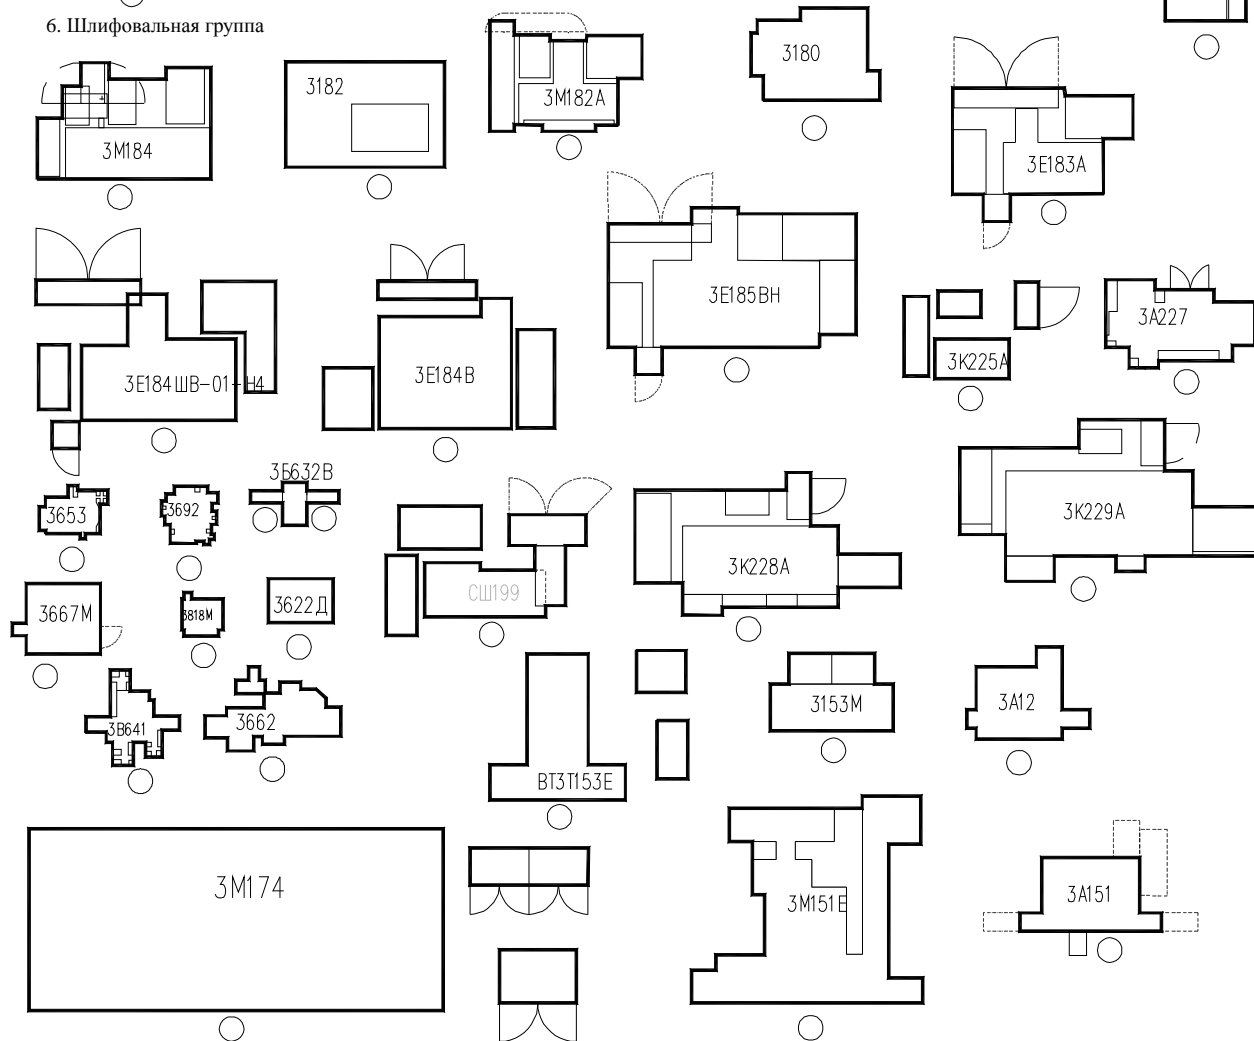 6. Шлифовальная группа
3М184
3182
3М182А
3180
3Е183А
3Е184ШВ-01-Н4
3Е184В
3Е185ВН
3К225А
3А227
3653
3692
3Б632В
СШ199
3К228А
3К229А
3667М
3818М
3622Д
3В641
3662
ВТ3Т153Е
3153М
3А12
3М174
3М151Е
3А151